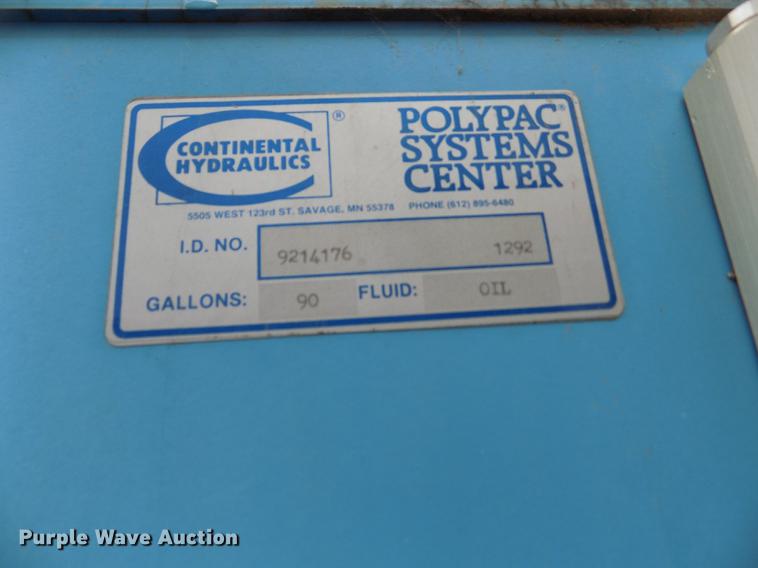 CONTINENTAL
HYDRAULICS
®
POLYPAC®
SYSTEMS
CENTER
5505 WEST 123rd ST. SAVAGE, MN 55378 PHONE (612) 895-6480
I.D. NO. 9214176 1292
GALLONS: 90 FLUID: OIL
Purple Wave Auction